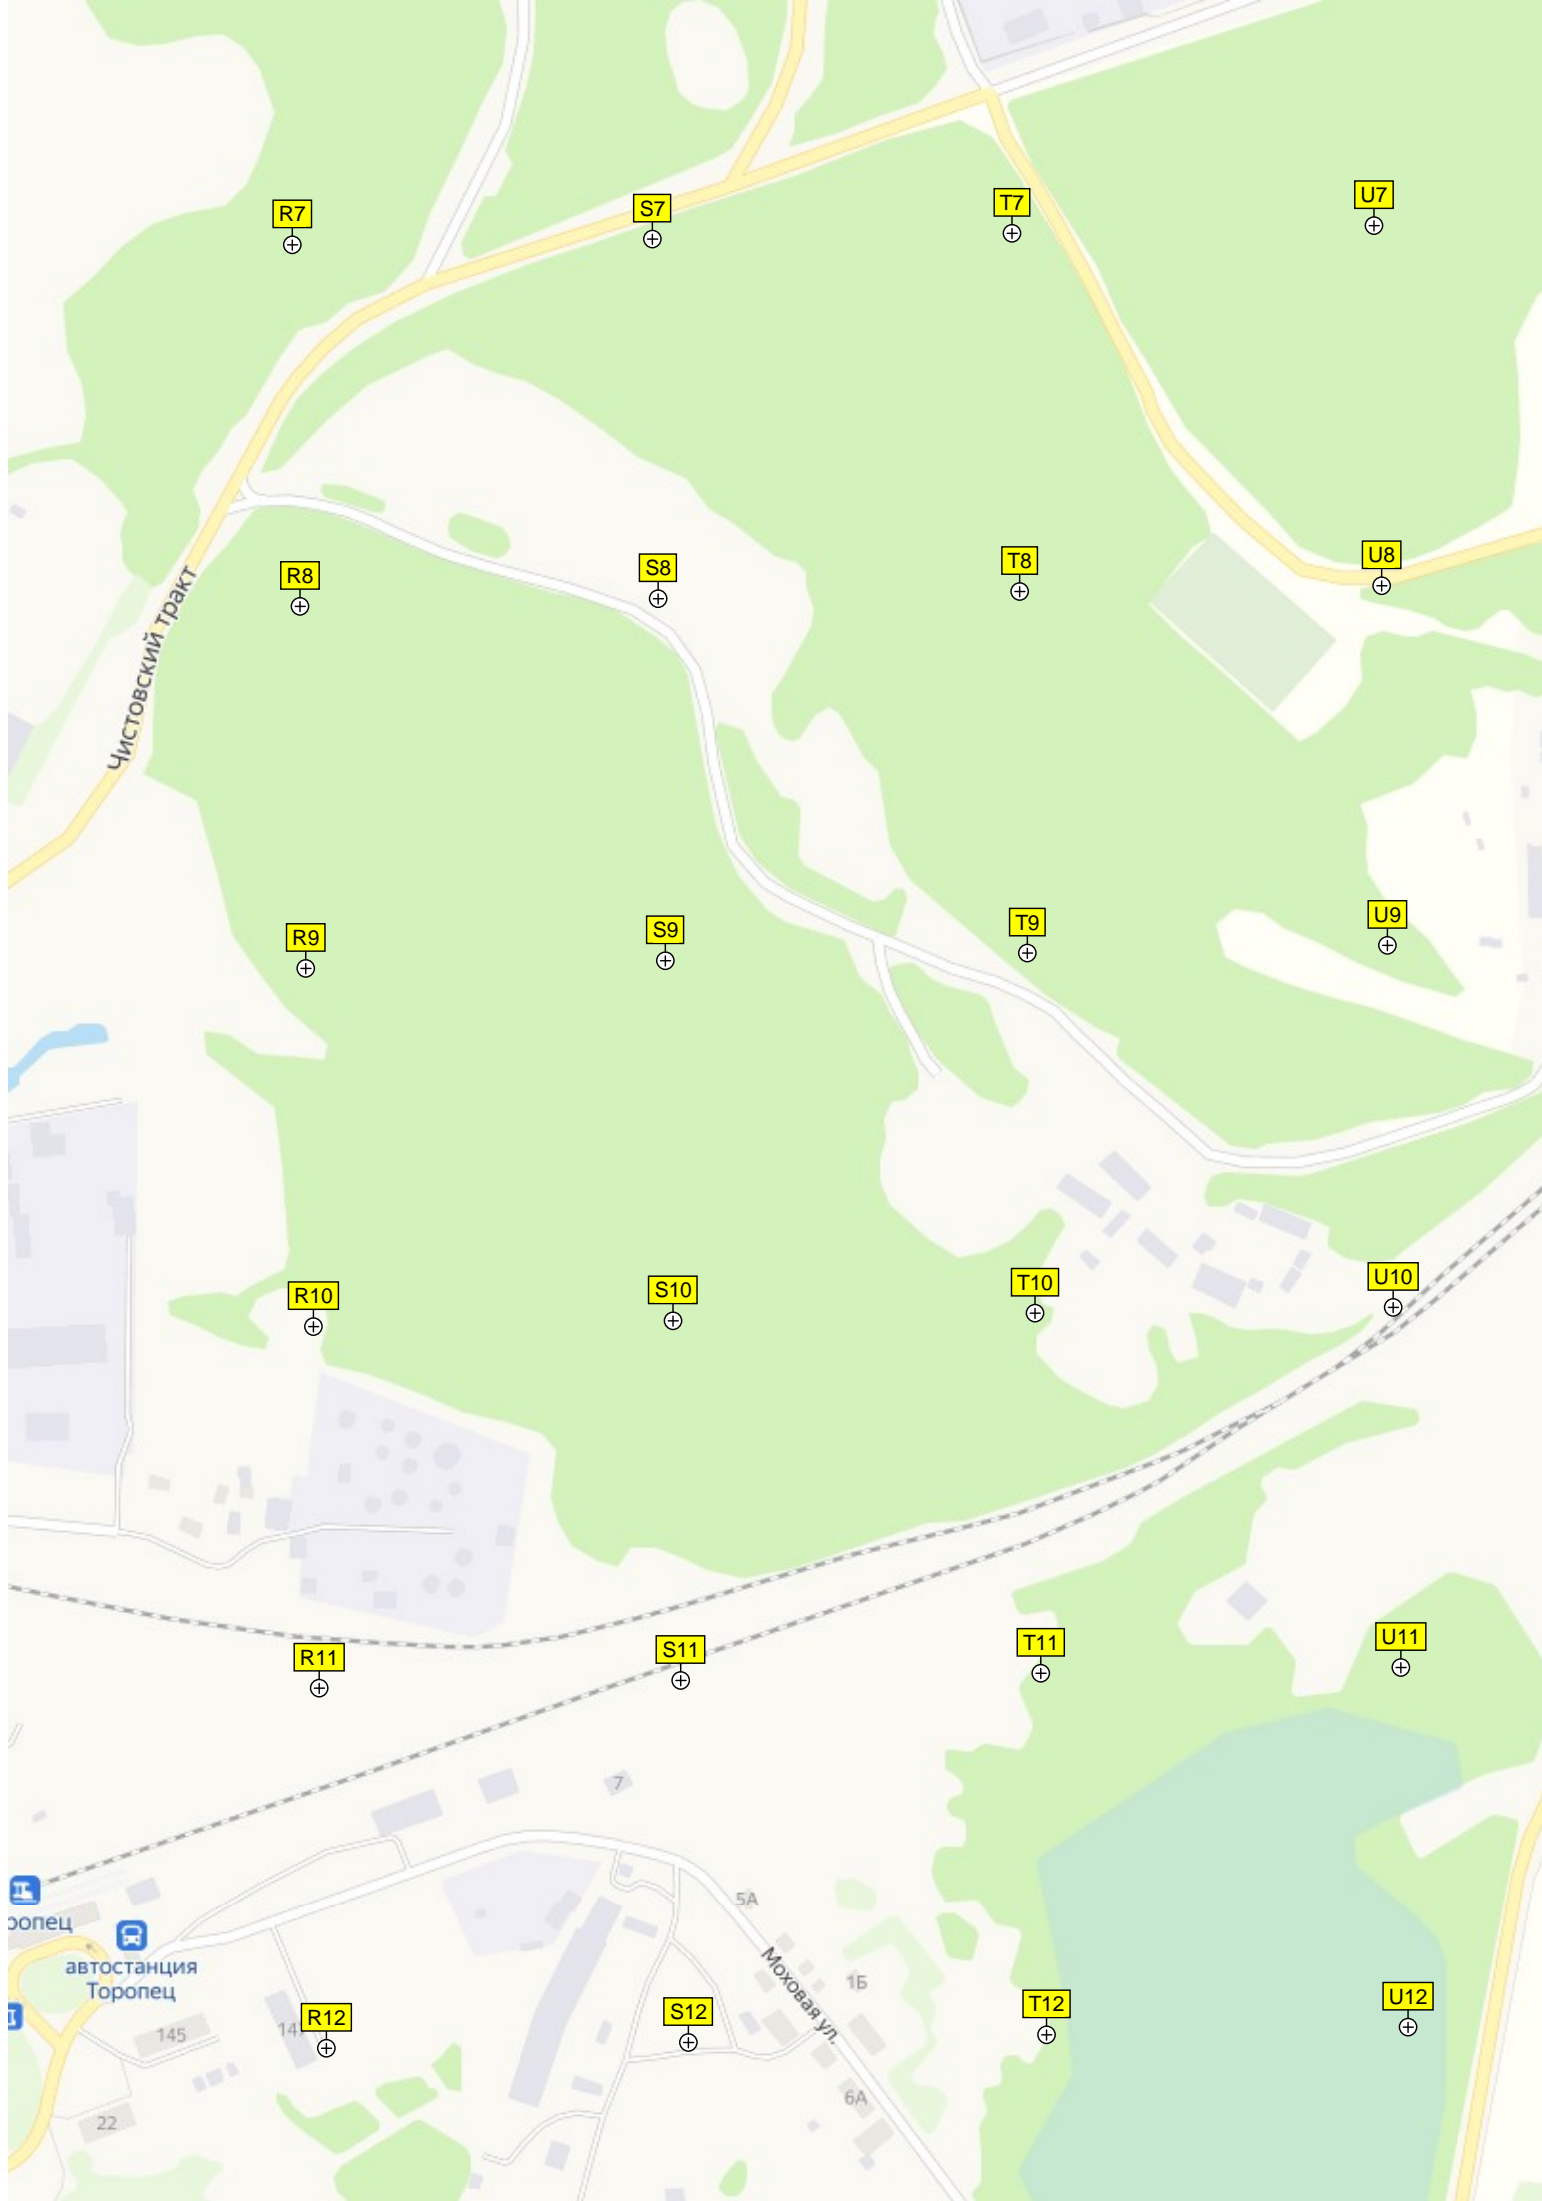 U7
T7
S7
R7
T8
U8
S8
R8
Чистовский тракт
U9
T9
S9
R9
U10
T10
S10
R10
U11
T11
S11
R11
7
5А
автостанция
Торопец
Моховая ул.
1Б
U12
T12
S12
R12
145
6А
22